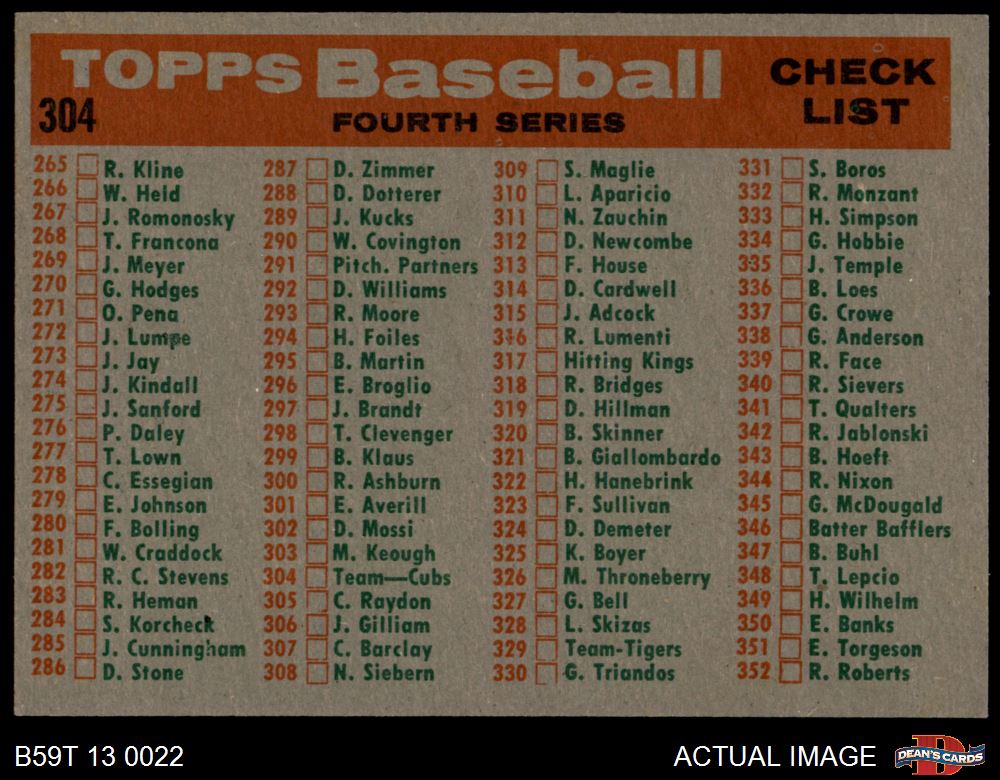 TOPPS Baseball
CHECK
LIST
304
FOURTH SERIES
265 R. Kline
266 W. Held
267 J. Romonosky
268 T. Francona
269 J. Meyer
270 G. Hodges
271 O. Pena
272 J. Lumpe
273 J. Jay
274 J. Kindall
275 J. Sanford
276 P. Daley
277 T. Lown
278 C. Essegian
279 E. Johnson
280 F. Bolling
281 W. Craddock
282 R. C. Stevens
283 R. Heman
284 S. Korcheck
285 J. Cunningham
286 D. Stone
287 D. Zimmer
288 D. Dotterer
289 J. Kucks
290 W. Covington
291 Pitch. Partners
292 D. Williams
293 R. Moore
294 H. Foiles
295 B. Martin
296 E. Broglio
297 J. Brandt
298 T. Clevenger
299 B. Klaus
300 R. Ashburn
301 E. Averill
302 D. Mossi
303 M. Keough
304 Team—Cubs
305 C. Raydon
306 J. Gilliam
307 C. Barclay
308 N. Siebern
309 S. Maglie
310 L. Aparicio
311 N. Zauchin
312 D. Newcombe
313 F. House
314 D. Cardwell
315 J. Adcock
316 R. Lumenti
317 Hitting Kings
318 R. Bridges
319 D. Hillman
320 B. Skinner
321 B. Giallombardo
322 H. Hanebrink
323 F. Sullivan
324 D. Demeter
325 K. Boyer
326 M. Throneberry
327 G. Bell
328 L. Skizas
329 Team-Tigers
330 G. Triandos
331 S. Boros
332 R. Monzant
333 H. Simpson
334 G. Hobbie
335 J. Temple
336 B. Loes
337 G. Crowe
338 G. Anderson
339 R. Face
340 R. Sievers
341 T. Qualters
342 R. Jablonski
343 B. Hoeft
344 R. Nixon
345 G. McDougald
346 Batter Bafflers
347 B. Buhl
348 T. Lepcio
349 H. Wilhelm
350 E. Banks
351 E. Torgeson
352 R. Roberts
B59T 13 0022
ACTUAL IMAGE
D
DEAN'S CARDS